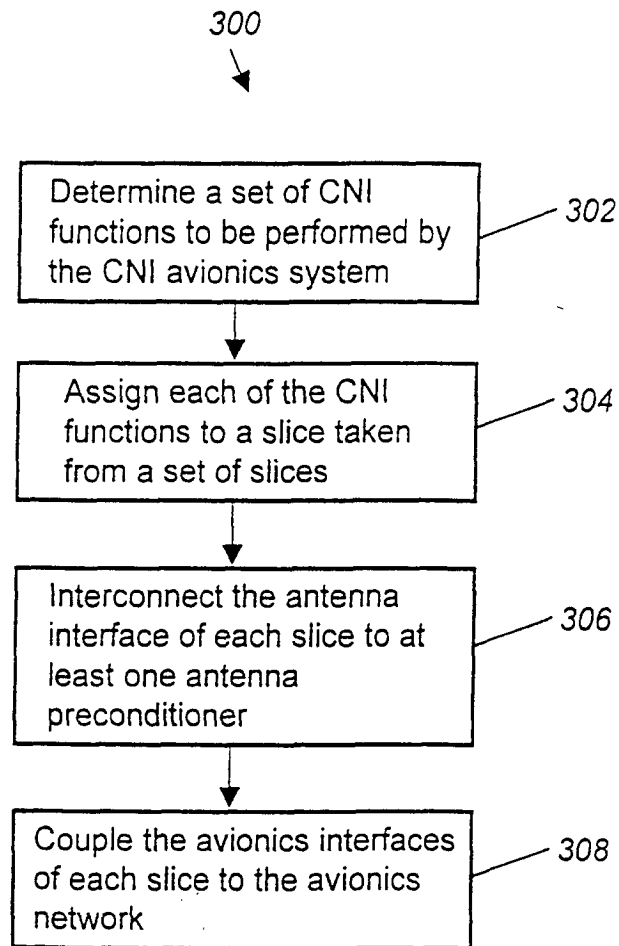 300
Determine a set of CNI
functions to be performed by
the CNI avionics system
302
Assign each of the CNI
functions to a slice taken
from a set of slices
304
Interconnect the antenna
interface of each slice to at
least one antenna
preconditioner
306
Couple the avionics interfaces
of each slice to the avionics
network
308